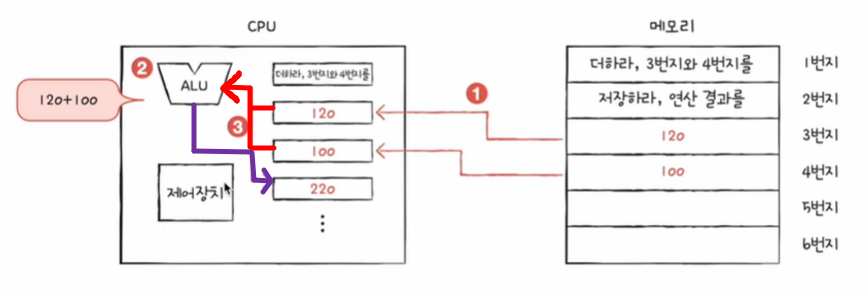 CPU
메모리
2
ALU
120+100
더하라, 3번지와 4번지를
120
3
100
220
⋮
제어장치
1
더하라, 3번지와 4번지를
1번지
저장하라, 연산 결과를
2번지
120
3번지
100
4번지
5번지
6번지